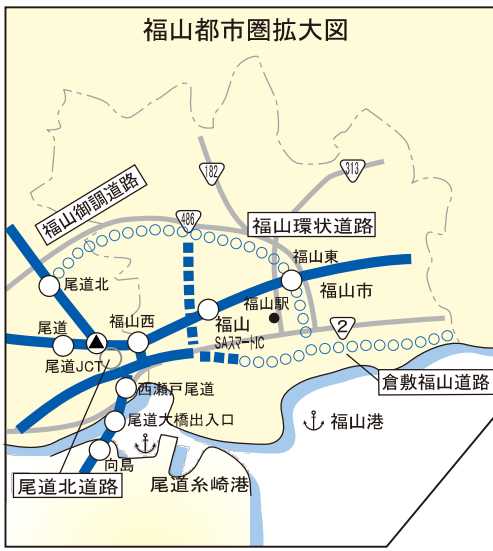 福山都市圏拡大図
182
313
福山御調道路
486
福山環状道路
福山東
尾道北
福山市
福山駅
尾道
福山西
福山
SAスマートIC
2
尾道JCT
倉敷福山道路
西瀬戸尾道
尾道大橋出入口
福山港
向島
尾道北道路
尾道糸崎港